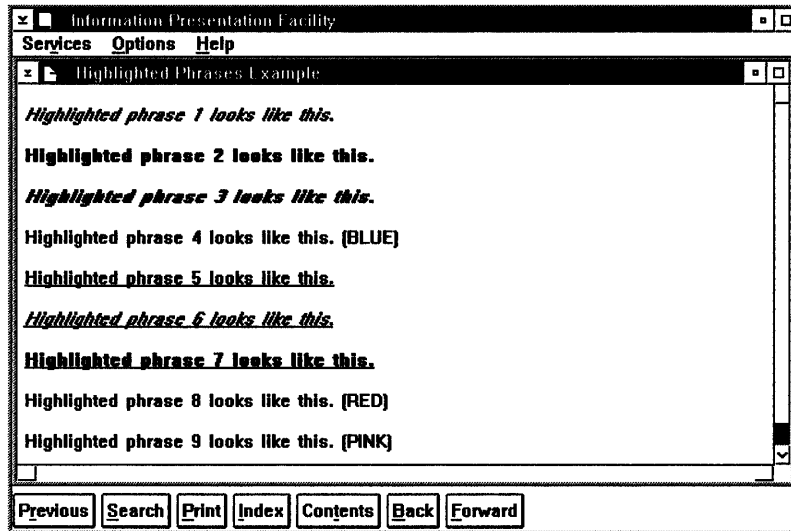 Information Presentation Facility
Services Options Help
Highlighted Phrases Example
Highlighted phrase 1 looks like this.
Highlighted phrase 2 looks like this.
Highlighted phrase 3 looks like this.
Highlighted phrase 4 looks like this. (BLUE)
Highlighted phrase 5 looks like this.
Highlighted phrase 6 looks like this.
Highlighted phrase 7 looks like this.
Highlighted phrase 8 looks like this. (RED)
Highlighted phrase 9 looks like this. (PINK)
Previous Search Print Index Contents Back Forward